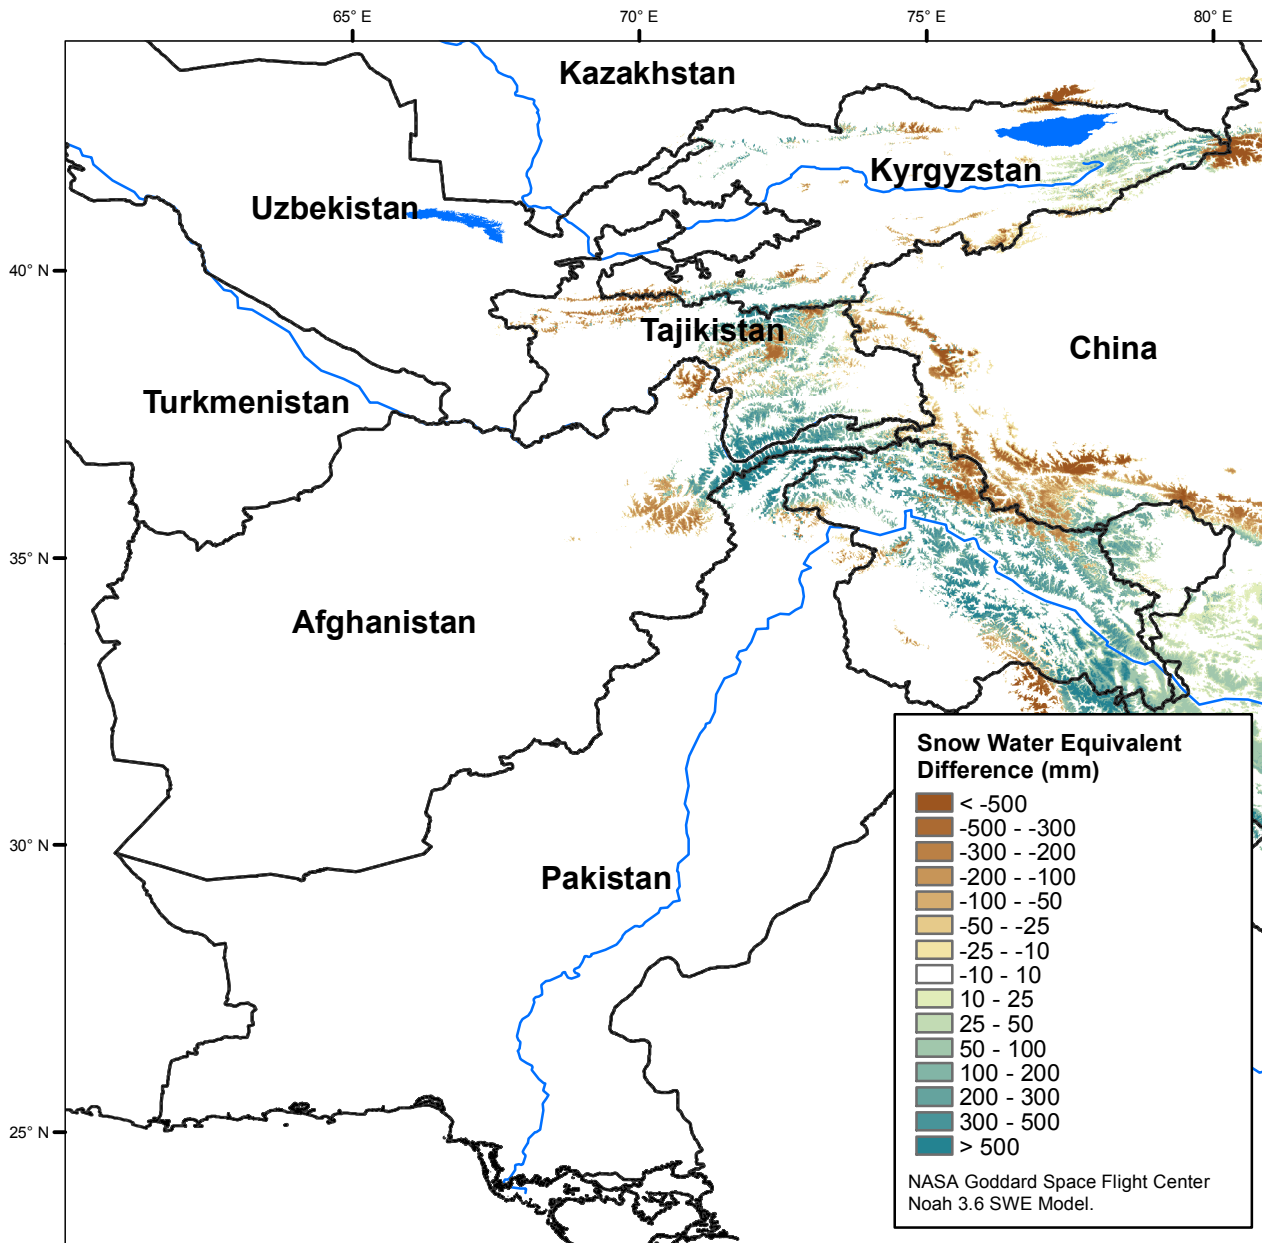 65° E
70° E
75° E
80° E
Kazakhstan
Kyrgyzstan
Uzbekistan
40° N
Tajikistan
China
Turkmenistan
35° N
Afghanistan
30° N
Pakistan
25° N
Snow Water Equivalent
Difference (mm)
< -500
-500 - -300
-300 - -200
-200 - -100
-100 - -50
-50 - -25
-25 - -10
-10 - 10
10 - 25
25 - 50
50 - 100
100 - 200
200 - 300
300 - 500
> 500
NASA Goddard Space Flight Center
Noah 3.6 SWE Model.